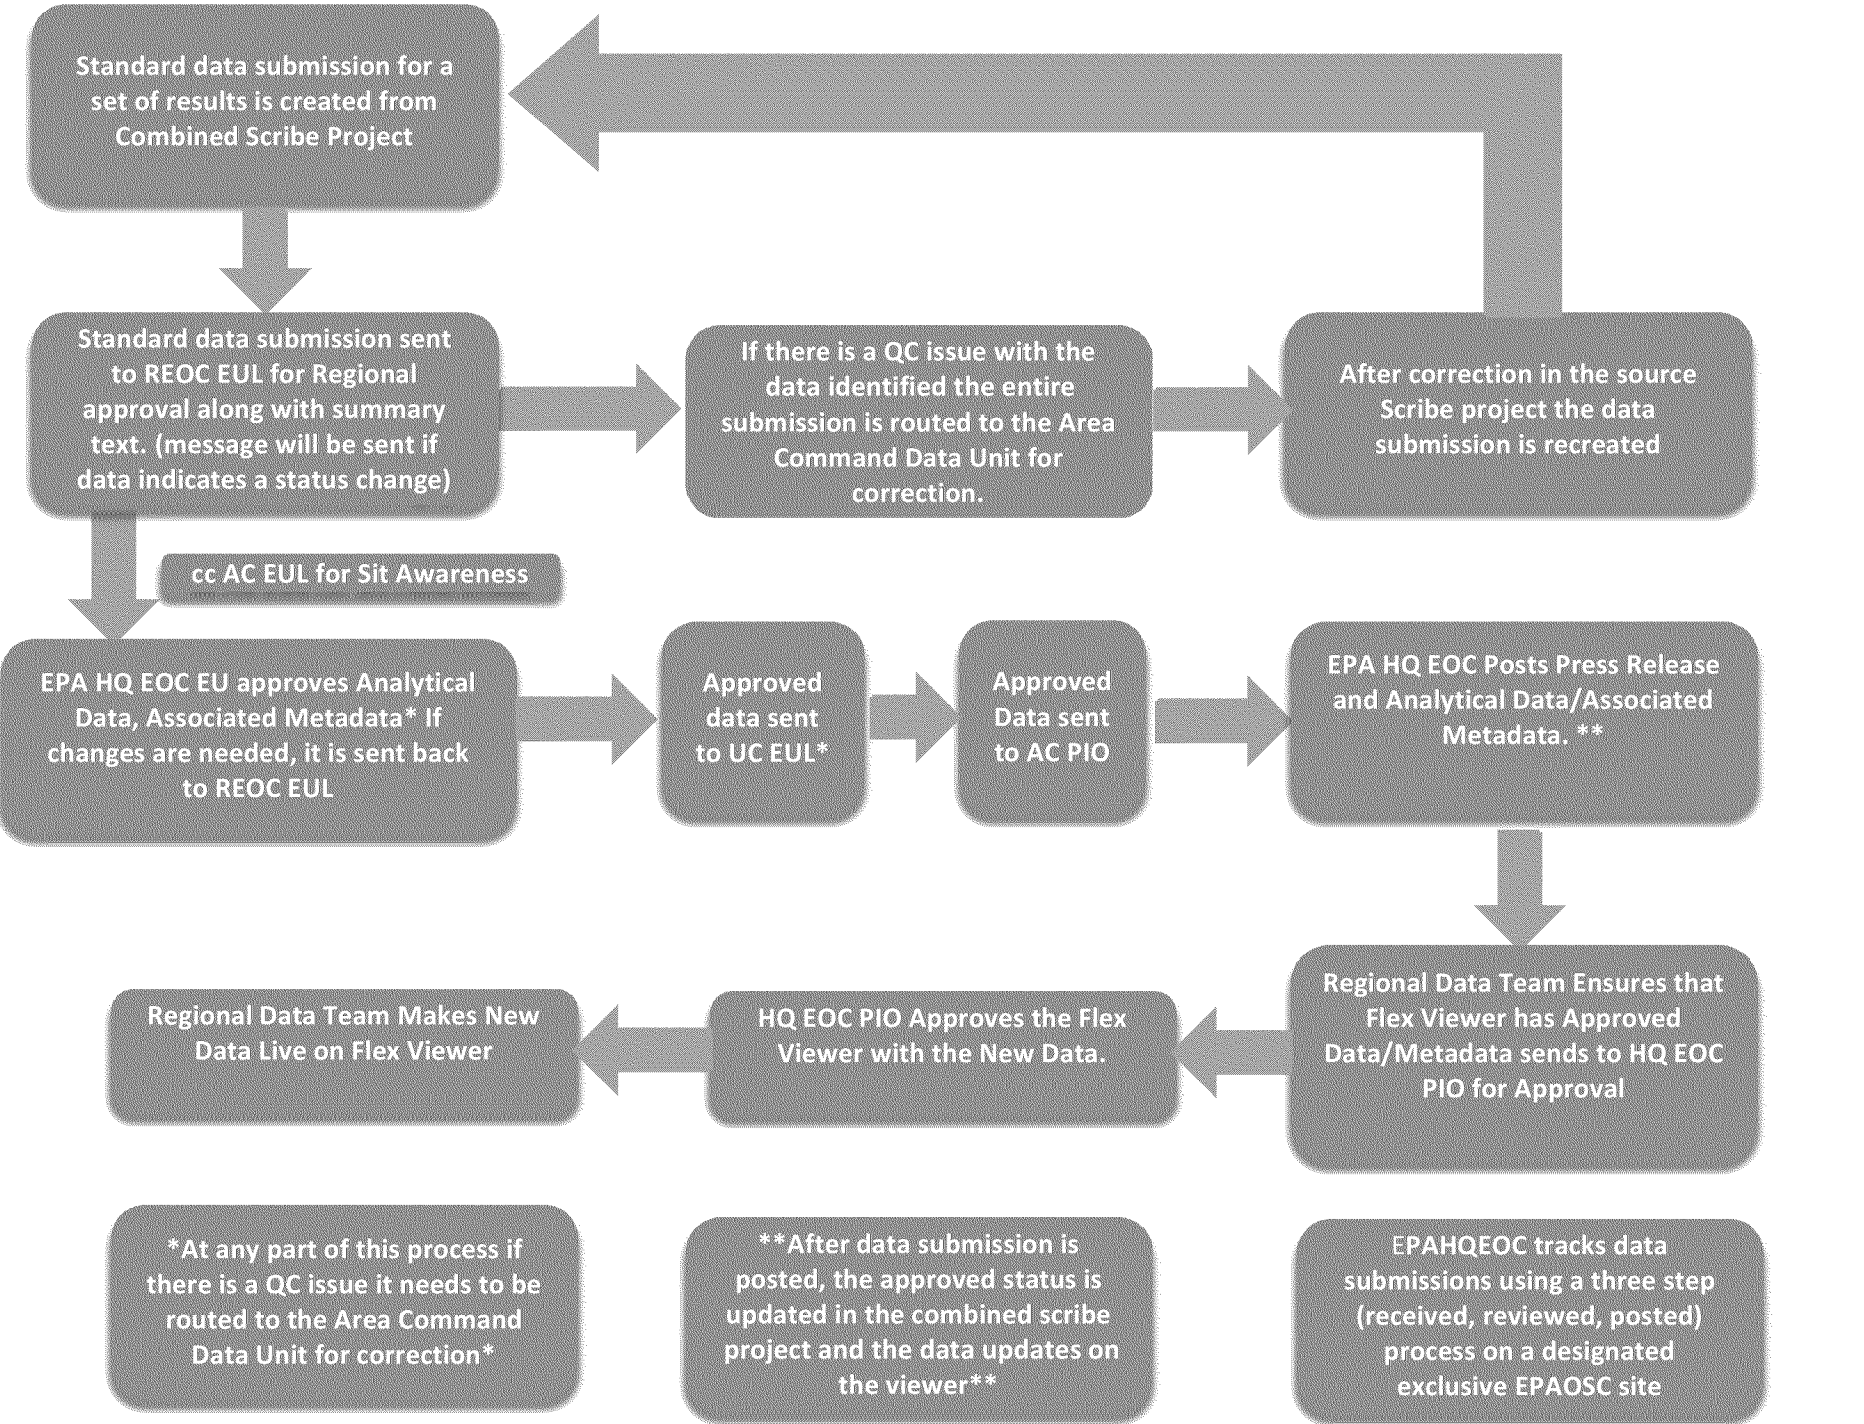 Standard data submission for a
set of results is created from
Combined Scribe Project
Standard data submission sent
to REOC EUL for Regional
approval along with summary
text. (message will be sent if
data indicates a status change)
If there is a QC issue with the
data identified the entire
submission is routed to the Area
Command Data Unit for
correction.
After correction in the source
Scribe project the data
submission is recreated
cc AC EUL for Sit Awareness
EPA HQ EOC EU approves Analytical
Data, Associated Metadata* If
changes are needed, it is sent back
to REOC EUL
Approved
data sent
to UC EUL*
Approved
Data sent
to AC PIO
EPA HQ EOC Posts Press Release
and Analytical Data/Associated
Metadata. **
Regional Data Team Makes New
Data Live on Flex Viewer
HQ EOC PIO Approves the Flex
Viewer with the New Data.
Regional Data Team Ensures that
Flex Viewer has Approved
Data/Metadata sends to HQ EOC
PIO for Approval
*At any part of this process if
there is a QC issue it needs to be
routed to the Area Command
Data Unit for correction*
**After data submission is
posted, the approved status is
updated in the combined scribe
project and the data updates on
the viewer**
EPAHQEOC tracks data
submissions using a three step
(received, reviewed, posted)
process on a designated
exclusive EPAOSC site